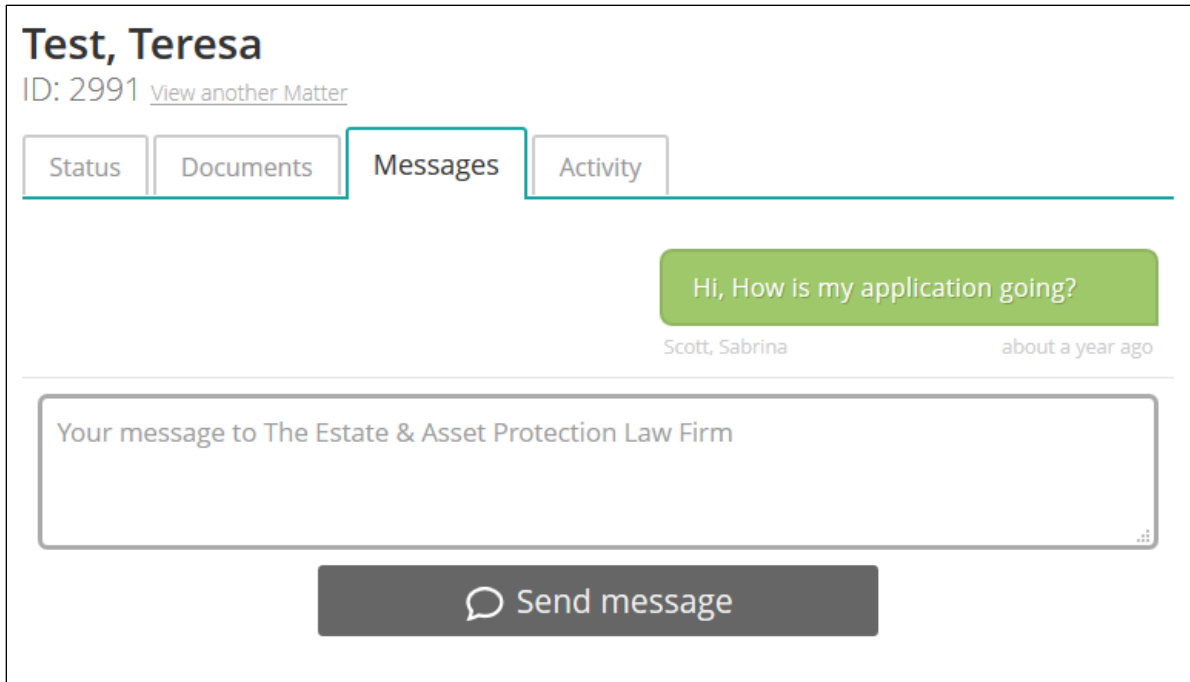 Test, Teresa
ID: 2991 View another Matter
Status Documents Messages Activity
Hi, How is my application going?
Scott, Sabrina about a year ago
Your message to The Estate & Asset Protection Law Firm
Send message